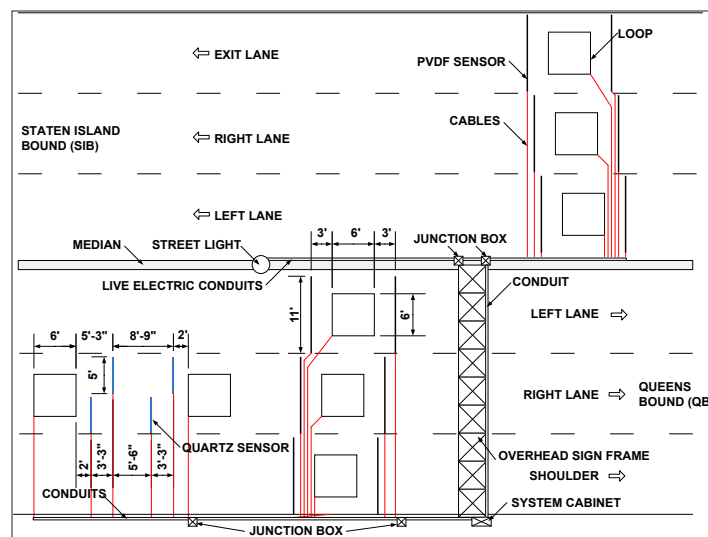 LOOP
EXIT LANE
PVDF SENSOR
CABLES
STATEN ISLAND
BOUND (SIB)
RIGHT LANE
LEFT LANE
3'
6'
3'
JUNCTION BOX
MEDIAN
STREET LIGHT
LIVE ELECTRIC CONDUITS
CONDUIT
11'
6'
LEFT LANE
6'
5'-3"
8'-9"
2'
5'
RIGHT LANE
QUEENS
BOUND (QB
QUARTZ SENSOR
OVERHEAD SIGN FRAME
2'
3'-3"
5'-6"
3'-3"
SHOULDER
CONDUITS
SYSTEM CABINET
JUNCTION BOX